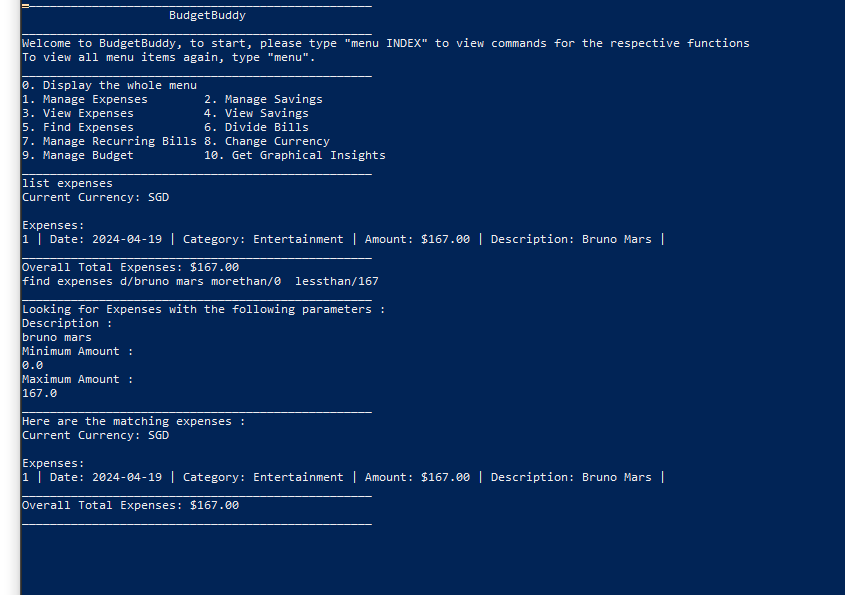 BudgetBuddy
Welcome to BudgetBuddy, to start, please type "menu INDEX" to view commands for the respective functions
To view all menu items again, type "menu".
0. Display the whole menu
1. Manage Expenses 2. Manage Savings
3. View Expenses 4. View Savings
5. Find Expenses 6. Divide Bills
7. Manage Recurring Bills 8. Change Currency
9. Manage Budget 10. Get Graphical Insights
list expenses
Current Currency: SGD
Expenses:
1 | Date: 2024-04-19 | Category: Entertainment | Amount: $167.00 | Description: Bruno Mars |
Overall Total Expenses: $167.00
find expenses d/bruno mars morethan/0  lessthan/167
Looking for Expenses with the following parameters :
Description :
bruno mars
Minimum Amount :
0.0
Maximum Amount :
167.0
Here are the matching expenses :
Current Currency: SGD
Expenses:
1 | Date: 2024-04-19 | Category: Entertainment | Amount: $167.00 | Description: Bruno Mars |
Overall Total Expenses: $167.00